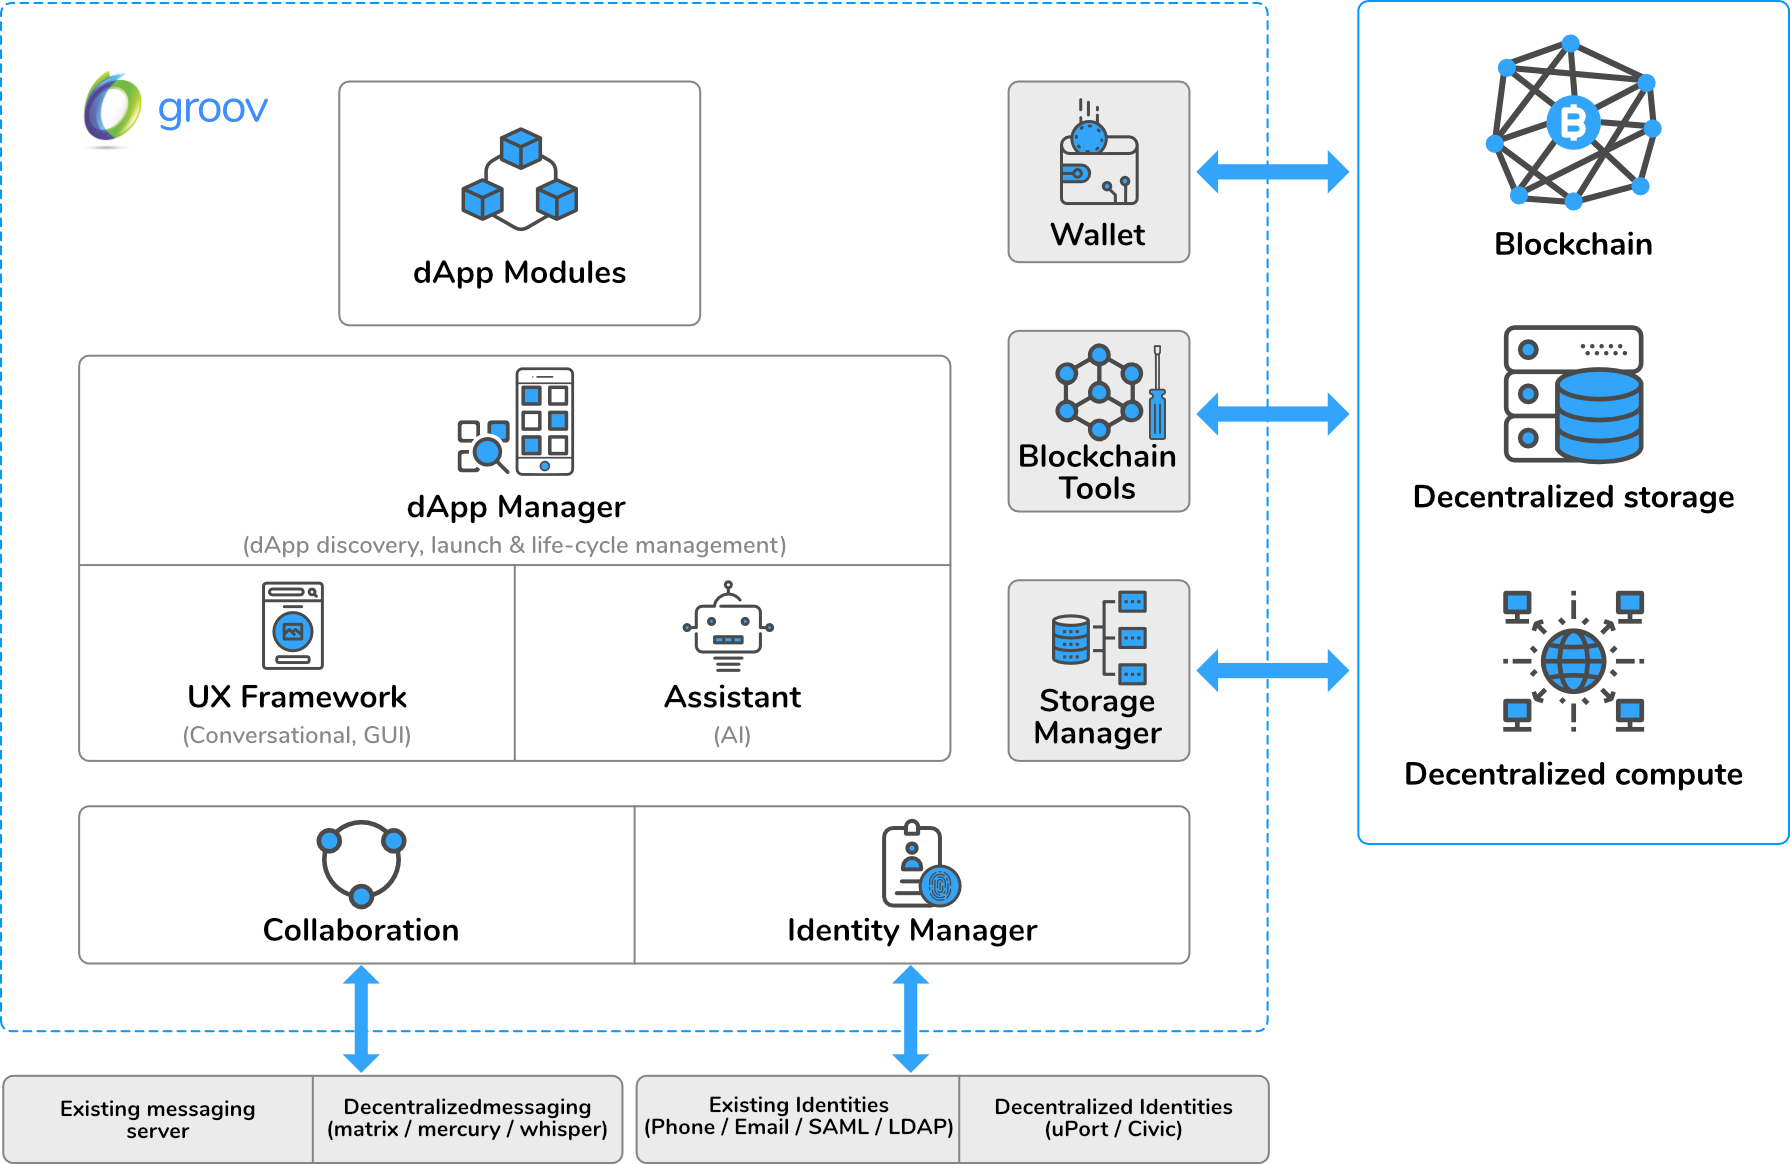 groov
dApp Modules
Wallet
Blockchain
dApp Manager
(dApp discovery, launch & life-cycle management)
Blockchain
Tools
Decentralized storage
UX Framework
(Conversational, GUI)
Assistant
(AI)
Storage
Manager
Decentralized compute
Collaboration
Identity Manager
Existing messaging
server
Decentralizedmessaging
(matrix / mercury / whisper)
Existing Identities
(Phone / Email / SAML / LDAP)
Decentralized Identities
(uPort / Civic)